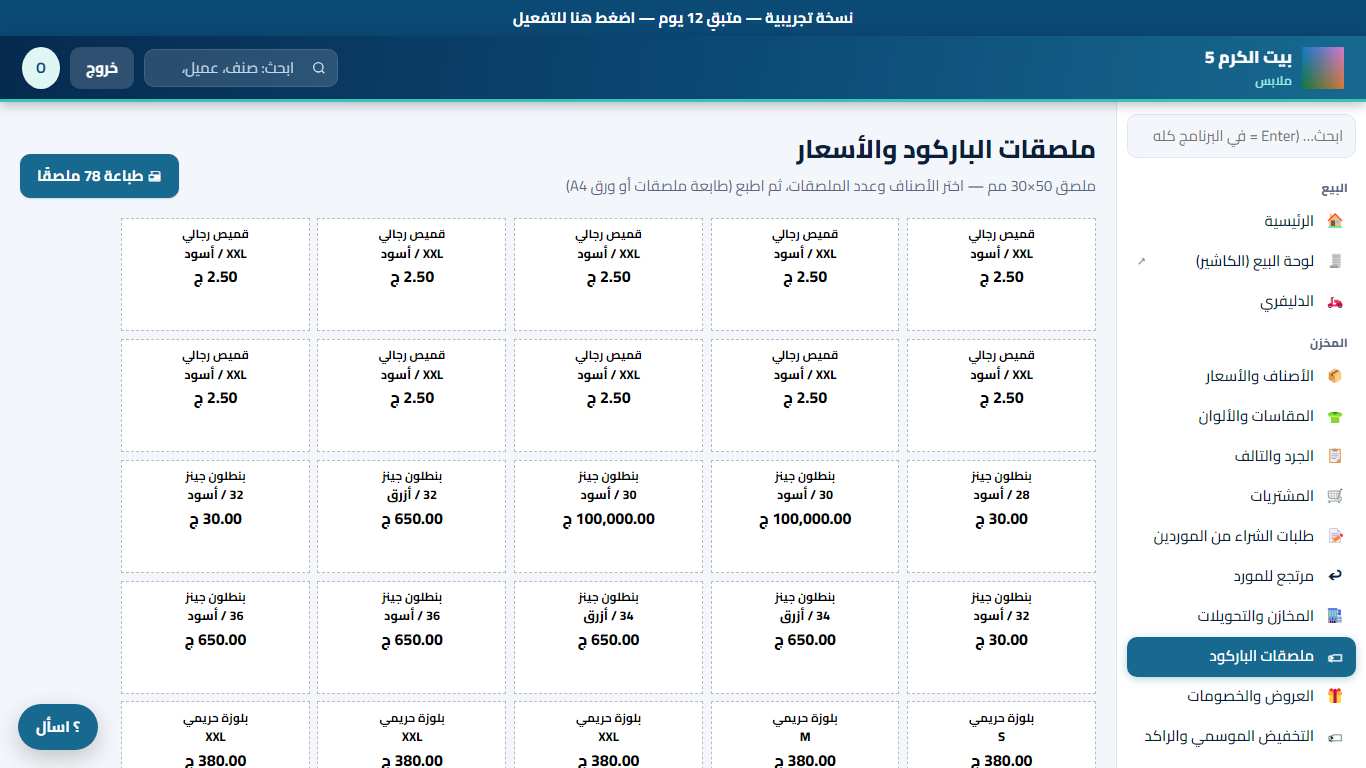 نسخة تجريبية — متبقٍ 12 يوم — اضغط هنا للتفعيل
بيت الكرم 5
ملابس
ابحث: صنف، عميل،
خروج
O
ابحث... (Enter = في البرنامج كله
البيع
الرئيسية
لوحة البيع (الكاشير)
الدليفري
المخزن
الأصناف والأسعار
المقاسات والألوان
الجرد والتالف
المشتريات
طلبات الشراء من الموردين
مرتجع للمورد
المخازن والتحويلات
ملصقات الباركود
العروض والخصومات
التخفيض الموسمي والراكد
ملصقات الباركود والأسعار
ملصق 50×30 مم — اختر الأصناف وعدد الملصقات، ثم اطبع (طابعة ملصقات أو ورق A4)
طباعة 78 ملصقًا
قميص رجالي
XXL / أسود
2.50 ج
قميص رجالي
XXL / أسود
2.50 ج
قميص رجالي
XXL / أسود
2.50 ج
قميص رجالي
XXL / أسود
2.50 ج
قميص رجالي
XXL / أسود
2.50 ج
قميص رجالي
XXL / أسود
2.50 ج
قميص رجالي
XXL / أسود
2.50 ج
قميص رجالي
XXL / أسود
2.50 ج
قميص رجالي
XXL / أسود
2.50 ج
قميص رجالي
XXL / أسود
2.50 ج
بنطلون جينز
28 / أسود
30.00 ج
بنطلون جينز
30 / أسود
100,000.00 ج
بنطلون جينز
30 / أسود
100,000.00 ج
بنطلون جينز
32 / أزرق
650.00 ج
بنطلون جينز
32 / أسود
30.00 ج
بنطلون جينز
32 / أسود
30.00 ج
بنطلون جينز
34 / أزرق
650.00 ج
بنطلون جينز
34 / أزرق
650.00 ج
بنطلون جينز
36 / أسود
650.00 ج
بنطلون جينز
36 / أسود
650.00 ج
بلوزة حريمي
S
380.00 ج
بلوزة حريمي
M
380.00 ج
بلوزة حريمي
XXL
380.00 ج
بلوزة حريمي
XXL
380.00 ج
بلوزة حريمي
XXL
380.00 ج
؟ اسأل